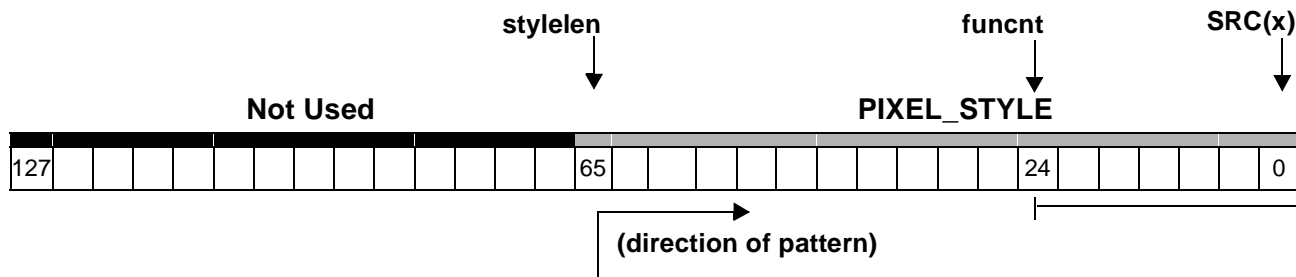 stylelen funcnt SRC(x)
Not Used PIXEL_STYLE
127 65 24 0
(direction of pattern)